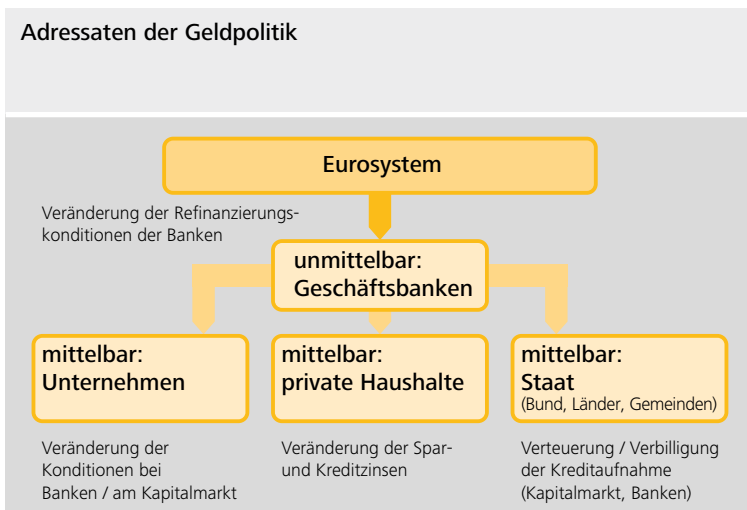 Adressaten der Geldpolitik
Eurosystem
Veränderung der Refinanzierungs-
konditionen der Banken
unmittelbar:
Geschäftsbanken
mittelbar:
Unternehmen
mittelbar:
private Haushalte
mittelbar:
Staat
(Bund, Länder, Gemeinden)
Veränderung der
Konditionen bei
Banken / am Kapitalmarkt
Veränderung der Spar-
und Kreditzinsen
Verteuerung / Verbilligung
der Kreditaufnahme
(Kapitalmarkt, Banken)